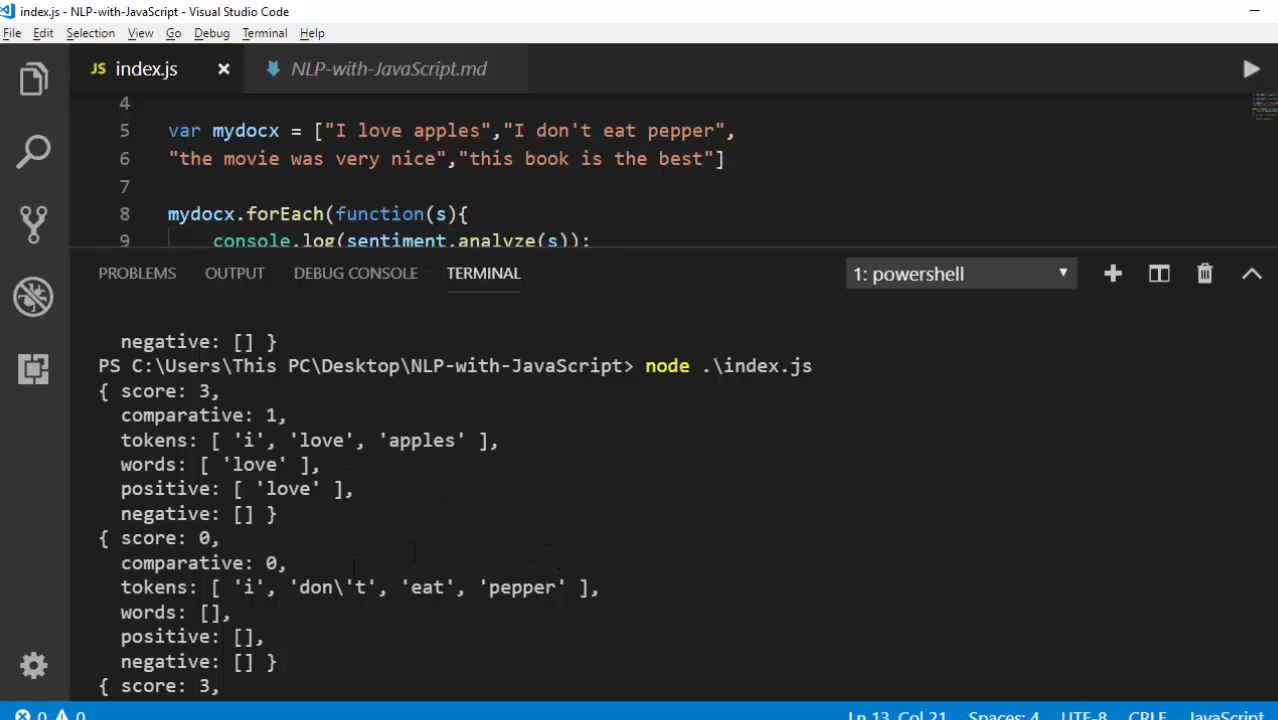 index.js - NLP-with-JavaScript - Visual Studio Code
File Edit Selection View Go Debug Terminal Help
JS index.js NLP-with-JavaScript.md
4
5 var mydocx = ["I love apples","I don't eat pepper",
6 "the movie was very nice","this book is the best"]
7
8 mydocx.forEach(function(s){
9 console.log(sentiment.analyze(s));
PROBLEMS OUTPUT DEBUG CONSOLE TERMINAL 1: powershell
negative: [] }
PS C:\Users\This PC\Desktop\NLP-with-JavaScript> node .\index.js
{ score: 3,
comparative: 1,
tokens: [ 'i', 'love', 'apples' ],
words: [ 'love' ],
positive: [ 'love' ],
negative: [] }
{ score: 0,
comparative: 0,
tokens: [ 'i', 'don\'t', 'eat', 'pepper' ],
words: [],
positive: [],
negative: [] }
{ score: 3,
0 0 Ln 13, Col 21 Spaces: 4 UTF-8 CRLF JavaScript